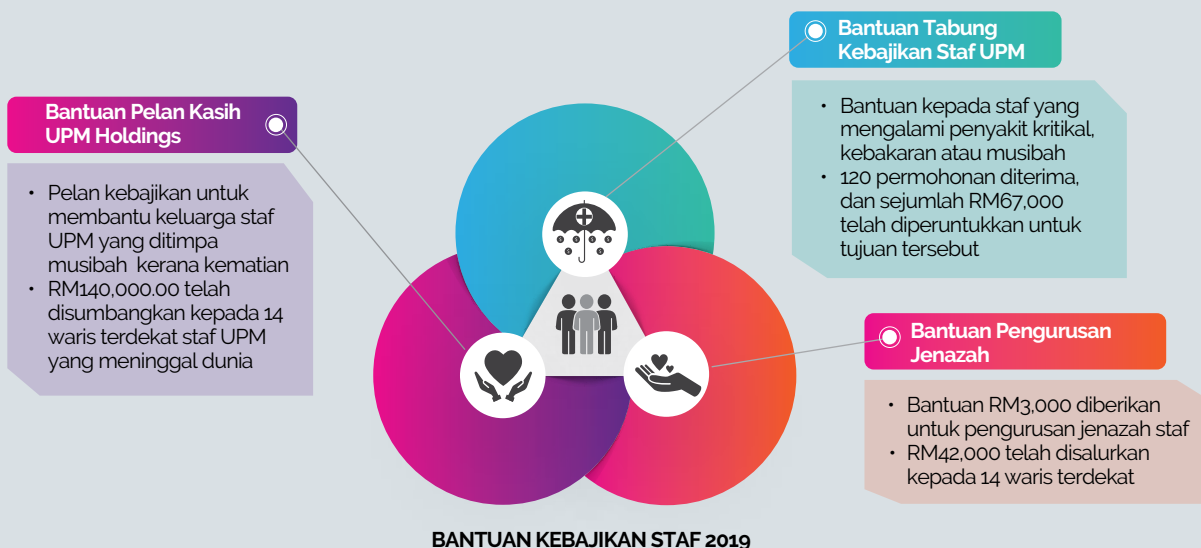 Bantuan Tabung
Kebajikan Staf UPM
• Bantuan kepada staf yang
mengalami penyakit kritikal,
kebakaran atau musibah
• 120 permohonan diterima,
dan sejumlah RM67,000
telah diperuntukkan untuk
tujuan tersebut
Bantuan Pelan Kasih
UPM Holdings
• Pelan kebajikan untuk
membantu keluarga staf
UPM yang ditimpa
musibah kerana kematian
• RM140,000.00 telah
disumbangkan kepada 14
waris terdekat staf UPM
yang meninggal dunia
Bantuan Pengurusan
Jenazah
• Bantuan RM3,000 diberikan
untuk pengurusan jenazah staf
• RM42,000 telah disalurkan
kepada 14 waris terdekat
BANTUAN KEBAJIKAN STAF 2019